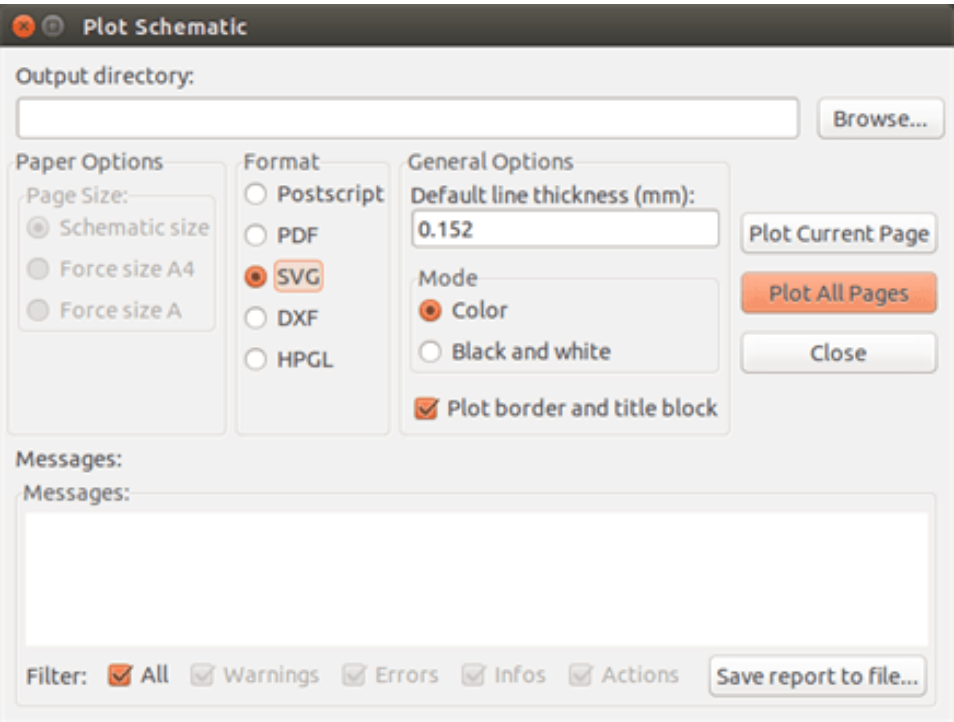 Plot Schematic
Output directory:
Browse...
Paper Options
Page Size:
Schematic size
Force size A4
Force size A
Format
Postscript
PDF
SVG
DXF
HPGL
General Options
Default line thickness (mm):
0.152
Mode
Color
Black and white
Plot border and title block
Plot Current Page
Plot All Pages
Close
Messages:
Messages:
Filter: All Warnings Errors Infos Actions Save report to file...